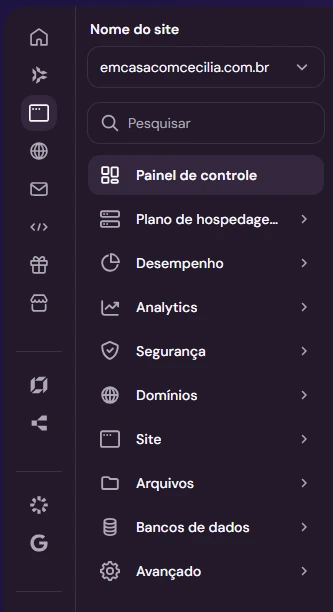 Nome do site
emcasacomcecilia.com.br
Pesquisar
Painel de controle
Plano de hospedage...
Desempenho
Analytics
Segurança
Domínios
Site
Arquivos
Bancos de dados
Avançado